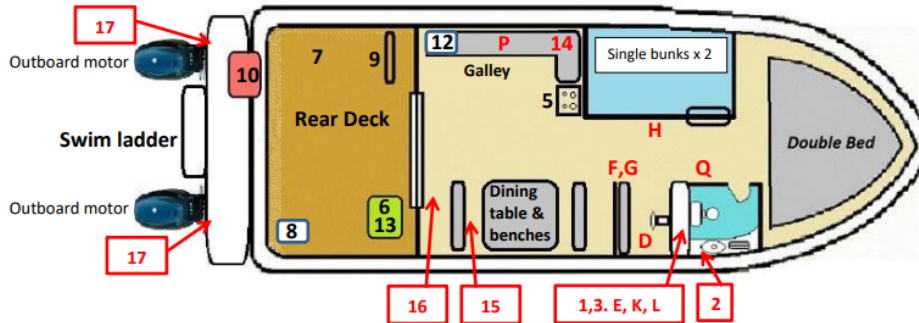 17
Outboard motor
10
7
9
12
P
14
Galley
5
Single bunks x 2
H
Rear Deck
Swim ladder
Double Bed
F,G
Q
Outboard motor
6
13
8
Dining
table &
benches
D
17
16
15
1,3. E, K, L
2